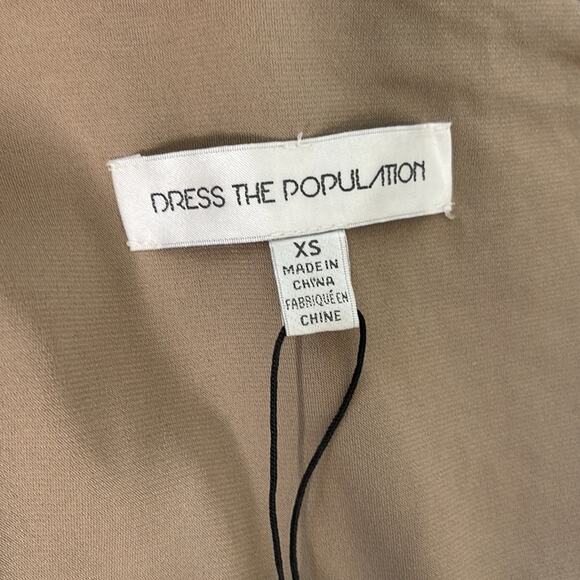 DRESS THE POPULATION
XS
MADE IN
CHINA
FABRIQUÉ EN
CHINE